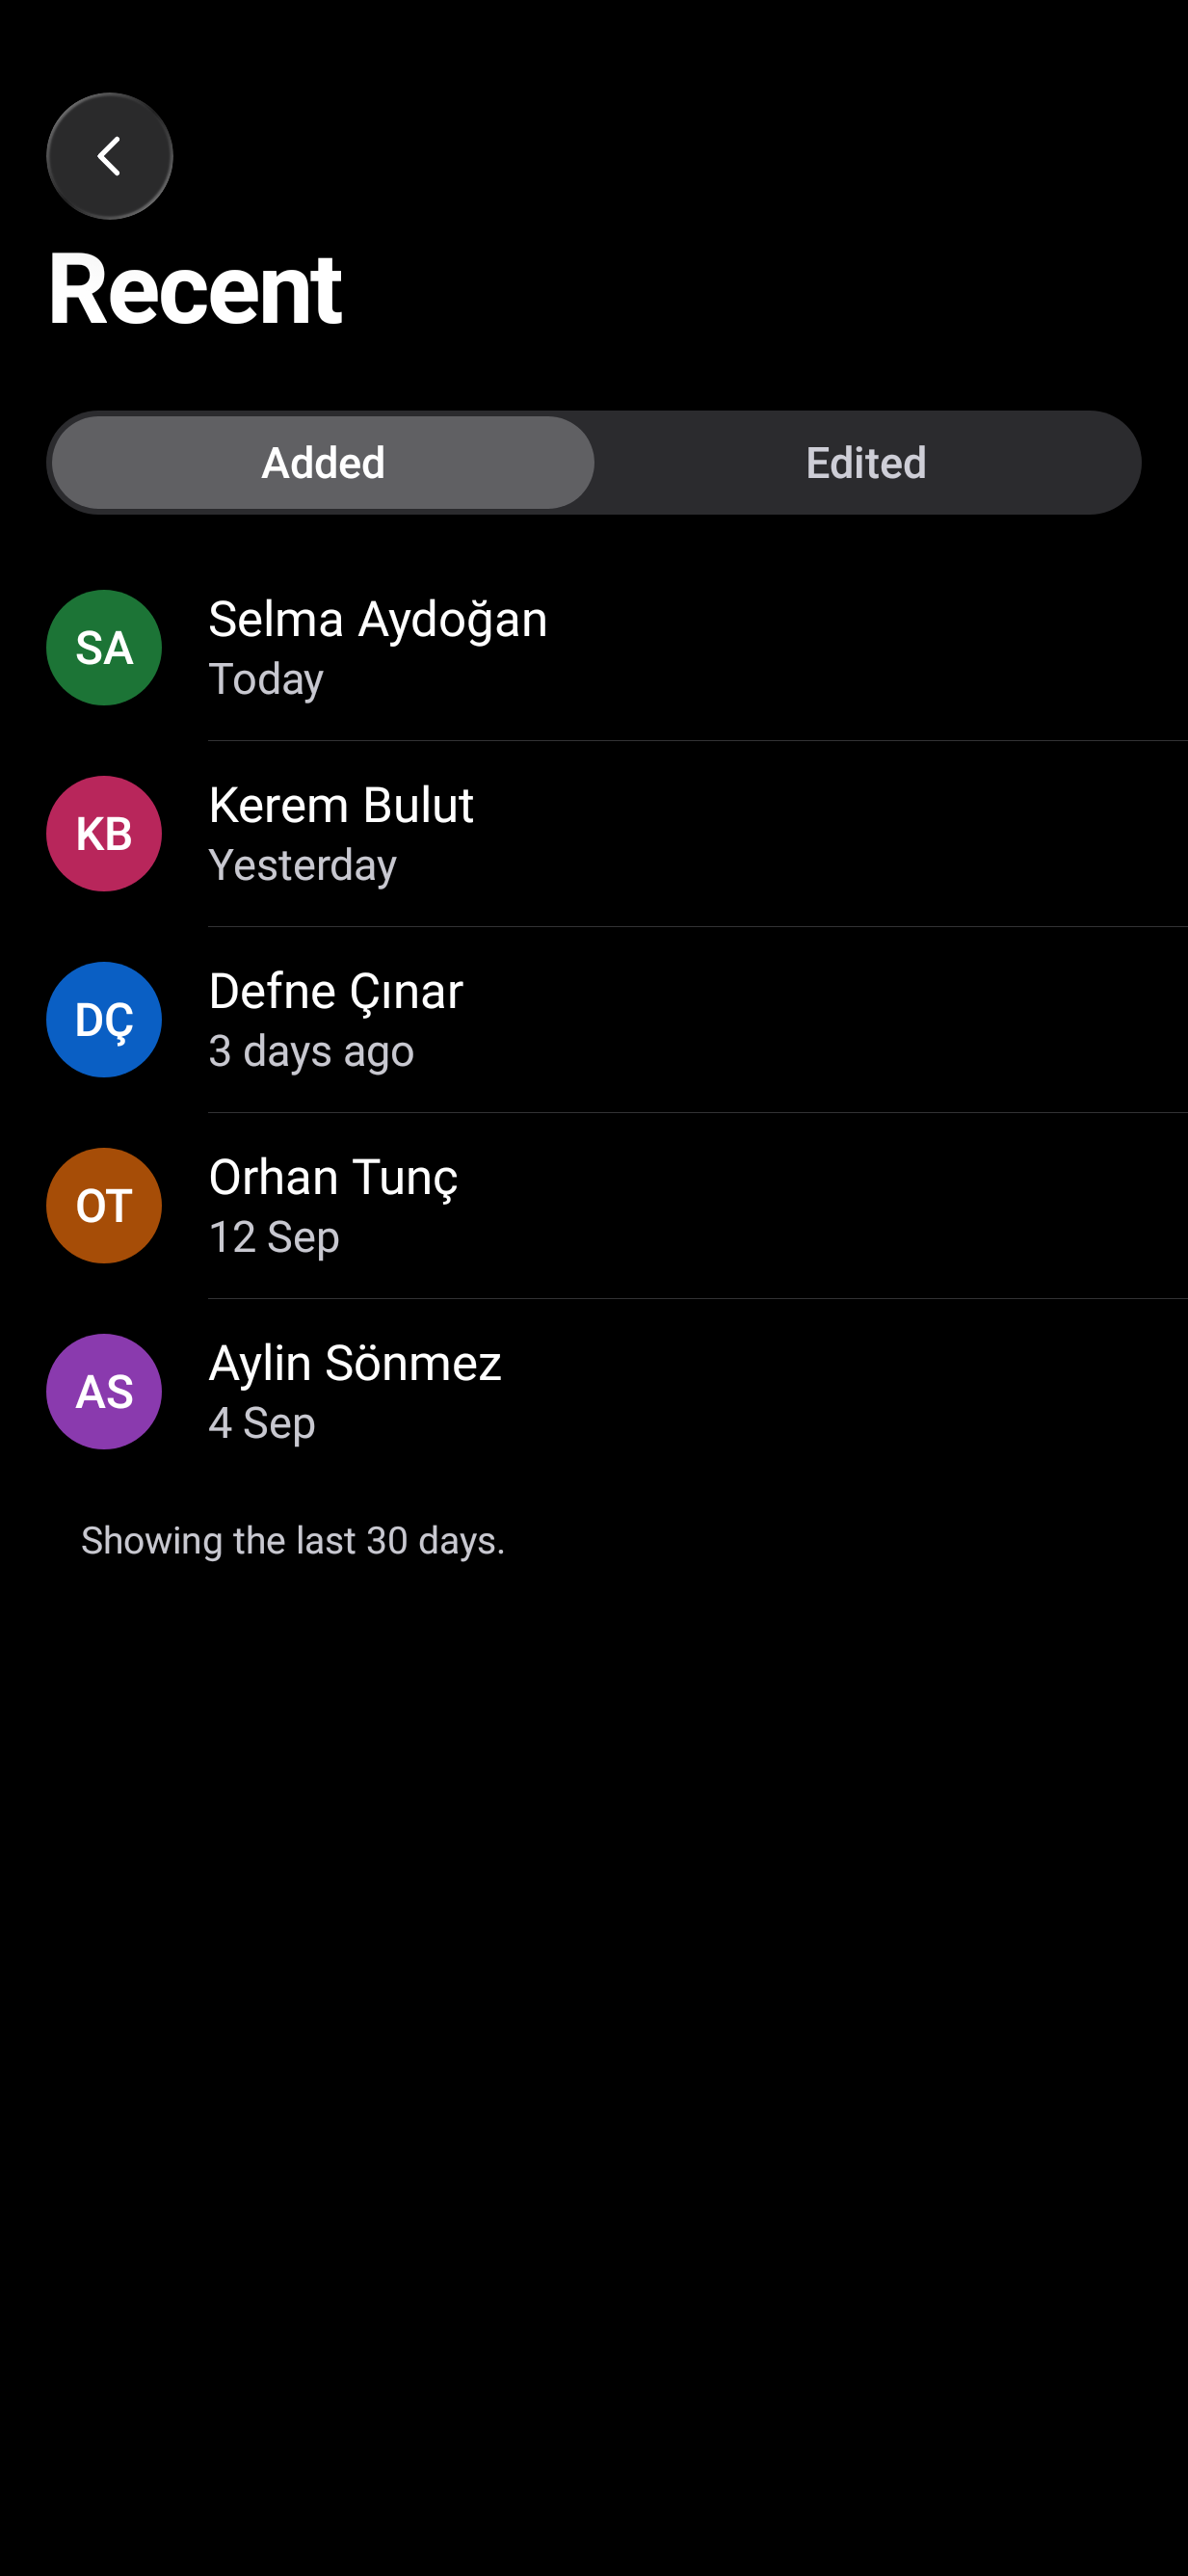 Recent
Added
Edited
SA
Selma Aydoğan
Today
KB
Kerem Bulut
Yesterday
DÇ
Defne Çınar
3 days ago
OT
Orhan Tunç
12 Sep
AS
Aylin Sönmez
4 Sep
Showing the last 30 days.